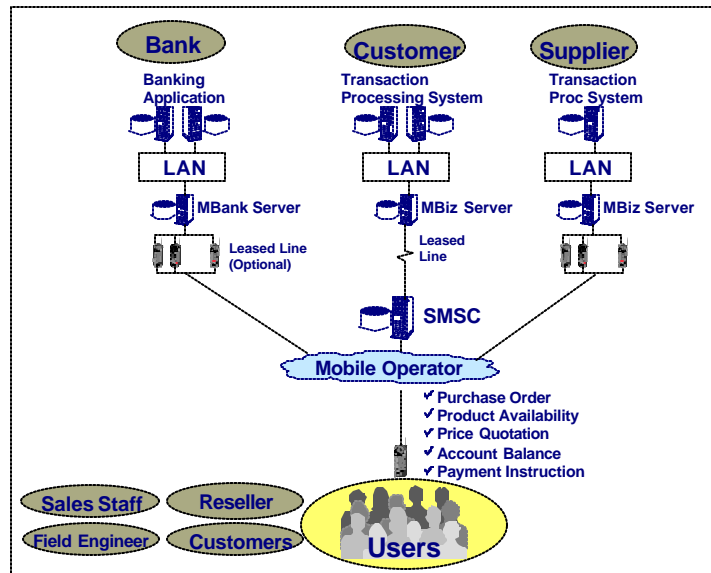 Bank
Customer
Supplier
Banking
Application
Transaction
Processing System
Transaction
Proc System
LAN
LAN
LAN
MBank Server
MBiz Server
MBiz Server
Leased Line
(Optional)
Leased
Line
SMSC
Mobile Operator
Purchase Order
Product Availability
Price Quotation
Account Balance
Payment Instruction
Sales Staff
Reseller
Field Engineer
Customers
Users